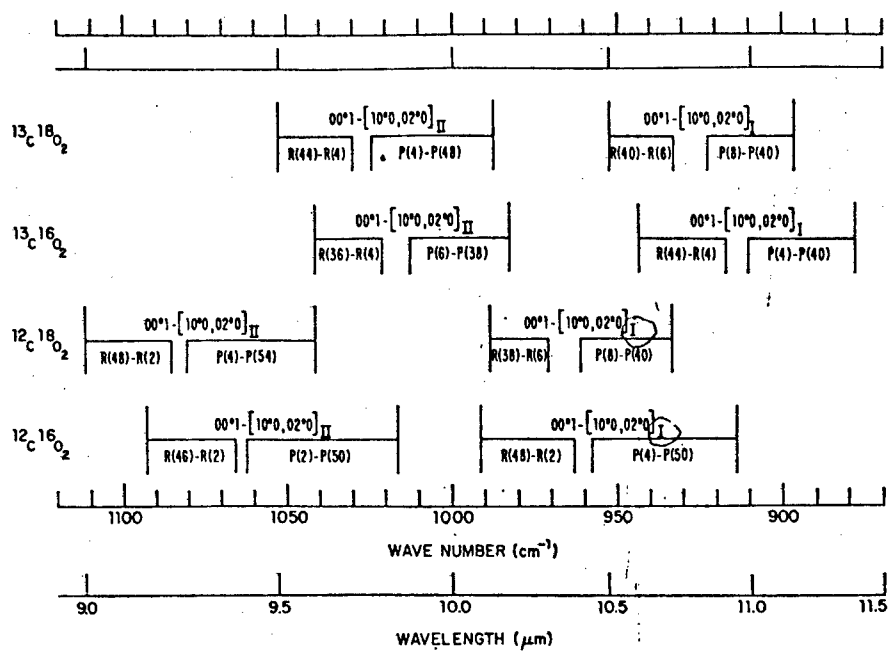 00°1-[10°0,02°0]II 00°1-[10°0,02°0]I
13C18O2
R(44)-R(4) P(4)-P(48) R(40)-R(6) P(8)-P(40)
00°1-[10°0,02°0]II 00°1-[10°0,02°0]I
13C16O2
R(36)-R(4) P(6)-P(38) R(44)-R(4) P(4)-P(40)
00°1-[10°0,02°0]II 00°1-[10°0,02°0]I
12C18O2
R(48)-R(2) P(4)-P(54) R(38)-R(6) P(8)-P(40)
00°1-[10°0,02°0]II 00°1-[10°0,02°0]I
12C16O2
R(46)-R(2) P(2)-P(50) R(48)-R(2) P(4)-P(50)
1100 1050 1000 950 900
WAVE NUMBER (cm⁻¹)
9.0 9.5 10.0 10.5 11.0 11.5
WAVELENGTH (μm)